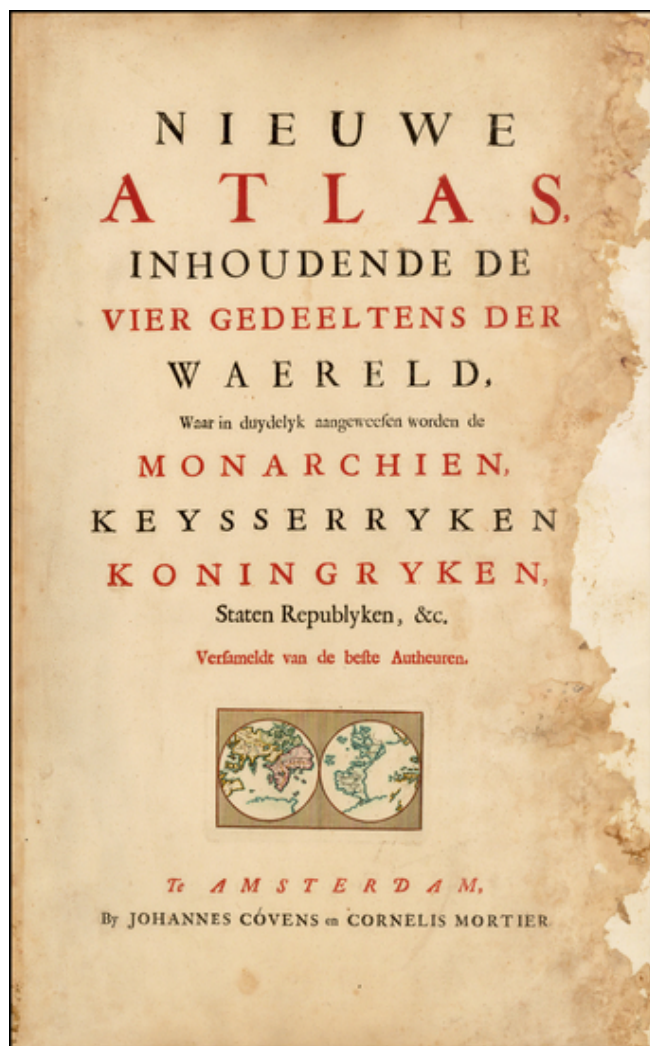 NIEUWE
ATLAS,
INHOUDENDE DE
VIER GEDEELTENS DER
WAERELD,
Waar in duydelyk aangeweeſen worden de
MONARCHIEN,
KEYSSERRYKEN
KONINGRYKEN,
Staten Republyken, &c.
Verſameldt van de beſte Autheuren.
Te AMSTERDAM,
By JOHANNES CÓVENS en CORNELIS MORTIER